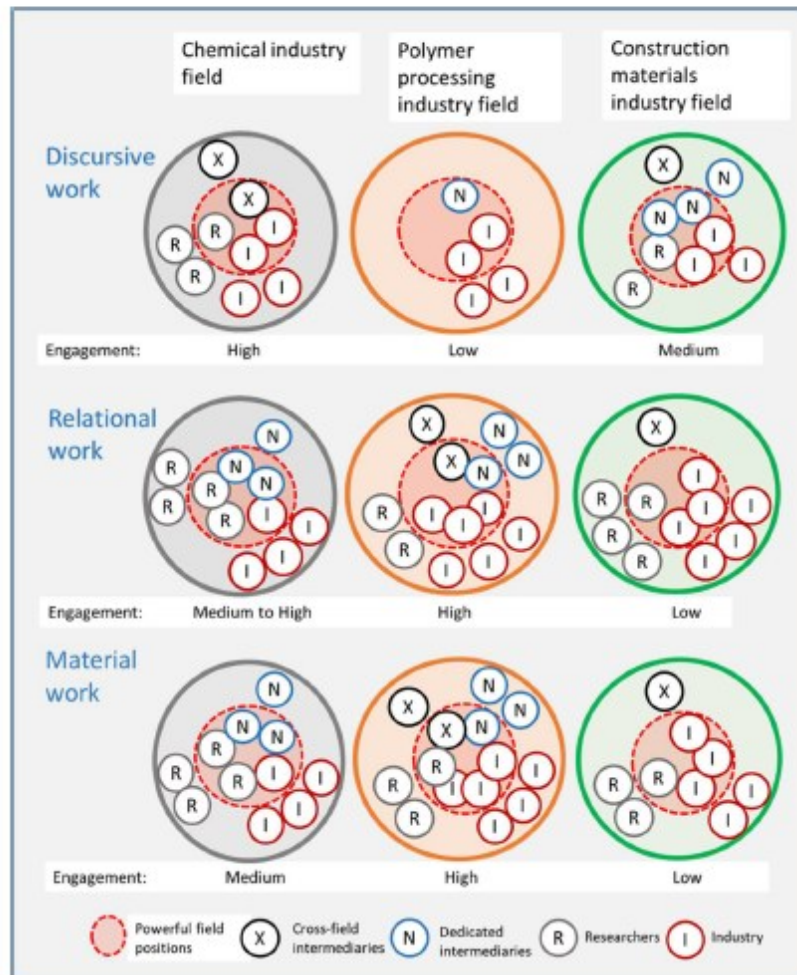 Chemical industry
field
Polymer
processing
industry field
Construction
materials
industry field
Discursive
work
X
X
R
R
R
I
I
I
I
N
I
I
I
I
X
N
N
N
R
I
I
I
R
Engagement:
High
Low
Medium
Relational
work
N
R
N
R
N
R
R
I
I
I
I
X
N
X
N
N
R
I
I
I
R
I
I
I
I
X
I
R
R
I
I
I
R
I
R
I
Engagement:
Medium to High
High
Low
Material
work
N
N
N
R
R
R
I
R
I
I
I
X
N
N
X
N
R
I
R
I
I
I
I
R
I
I
X
I
I
R
R
I
I
R
I
I
Engagement:
Medium
High
Low
Powerful field
positions
X
Cross-field
intermediaries
N
Dedicated
intermediaries
R
Researchers
I
Industry